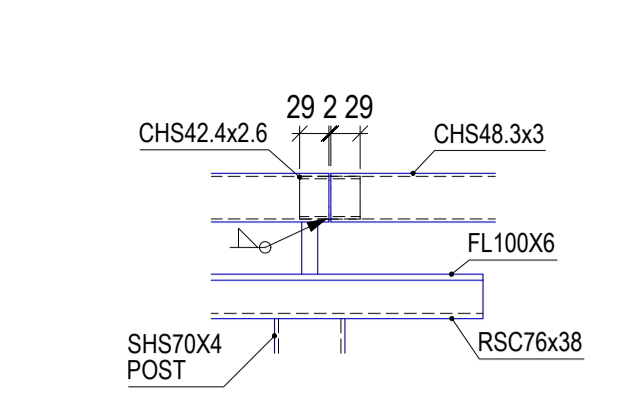 29 2 29
CHS42.4x2.6
CHS48.3x3
FL100X6
RSC76x38
SHS70X4
POST